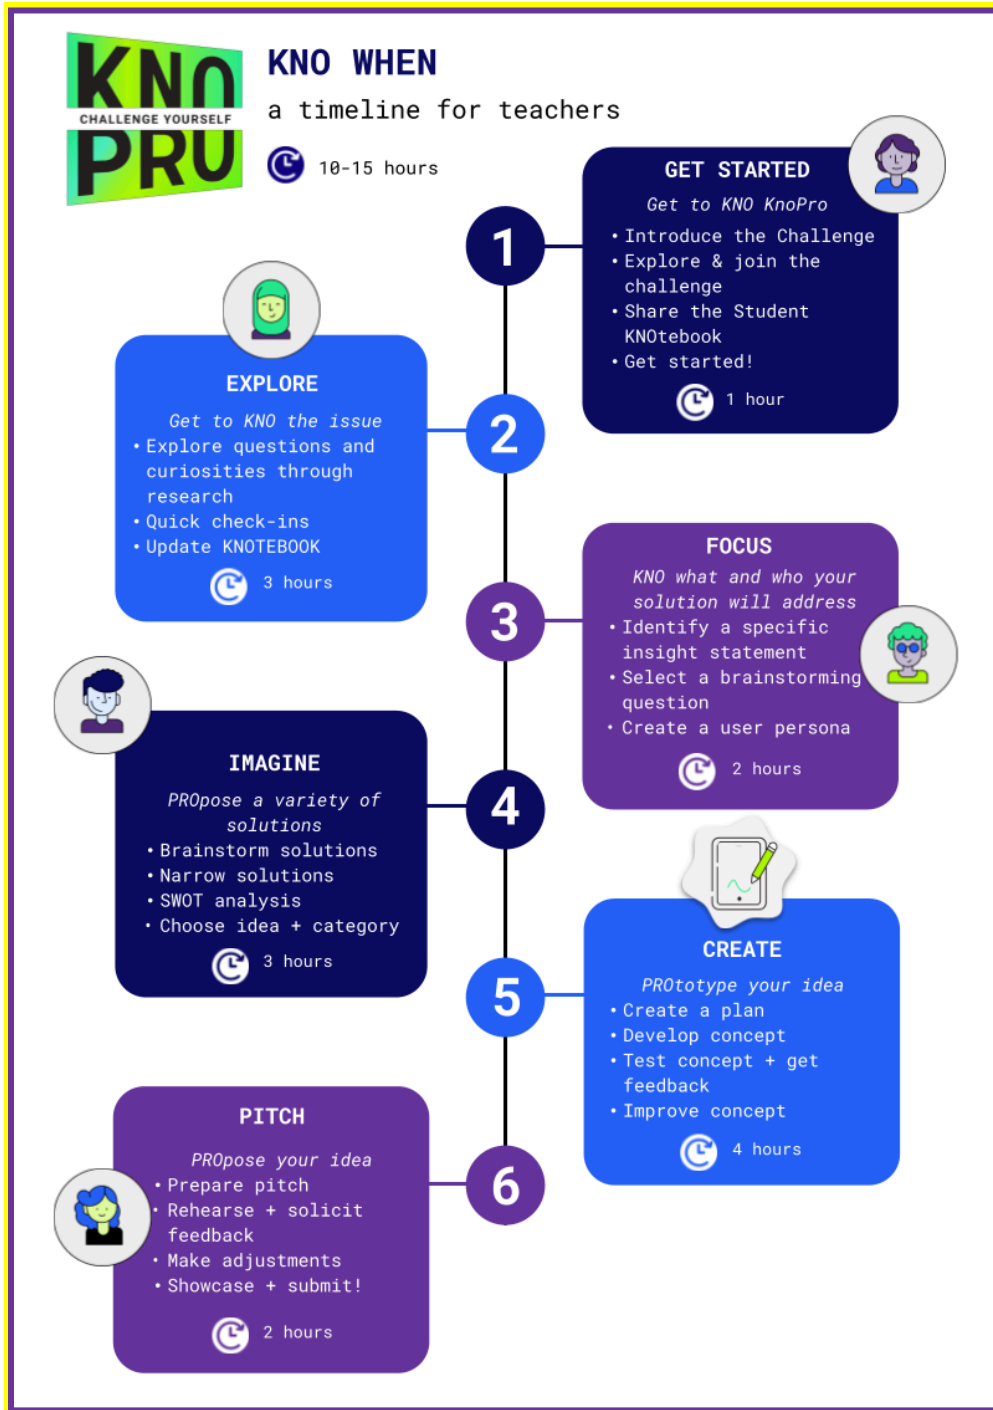 KNO
CHALLENGE YOURSELF
PRO
KNO WHEN
a timeline for teachers
10-15 hours
1
GET STARTED
Get to KNO KnoPro
• Introduce the Challenge
• Explore & join the
challenge
• Share the Student
KNOtebook
• Get started!
1 hour
2
EXPLORE
Get to KNO the issue
• Explore questions and
curiosities through
research
• Quick check-ins
• Update KNOTEBOOK
3 hours
3
FOCUS
KNO what and who your
solution will address
• Identify a specific
insight statement
• Select a brainstorming
question
• Create a user persona
2 hours
4
IMAGINE
PROpose a variety of
solutions
• Brainstorm solutions
• Narrow solutions
• SWOT analysis
• Choose idea + category
3 hours
5
CREATE
PROtotype your idea
• Create a plan
• Develop concept
• Test concept + get
feedback
• Improve concept
4 hours
6
PITCH
PROpose your idea
• Prepare pitch
• Rehearse + solicit
feedback
• Make adjustments
• Showcase + submit!
2 hours